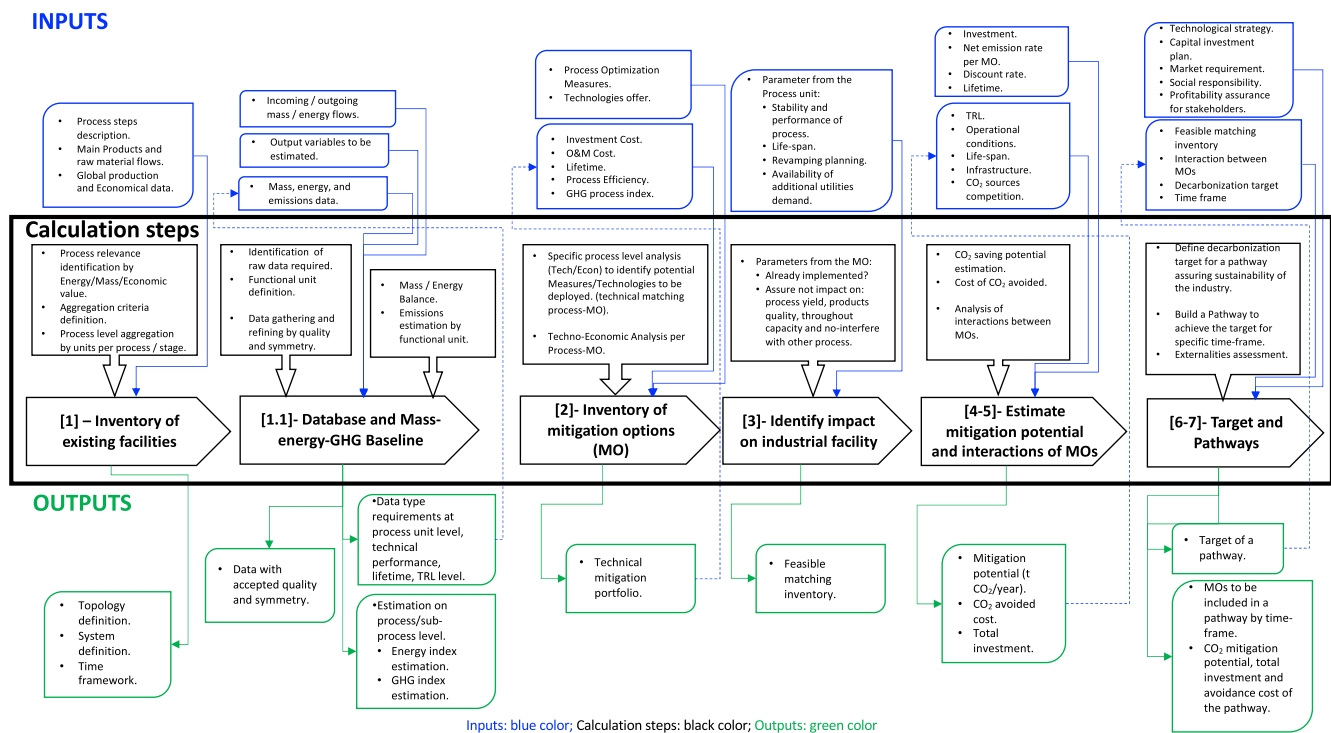 INPUTS
• Process steps
description.
• Main Products and
raw material flows.
• Global production
and Economical data.
• Incoming / outgoing
mass / energy flows.
• Output variables to be
estimated.
• Mass, energy, and
emissions data.
• Process Optimization
Measures.
• Technologies offer.
• Investment Cost.
• O&M Cost.
• Lifetime.
• Process Efficiency.
• GHG process index.
• Parameter from the
Process unit:
• Stability and
performance of
process.
• Life-span.
• Revamping planning.
• Availability of
additional utilities
demand.
• Investment.
• Net emission rate
per MO.
• Discount rate.
• Lifetime.
• TRL.
• Operational
conditions.
• Life-span.
• Infrastructure.
• CO₂ sources
competition.
• Technological strategy.
• Capital investment
plan.
• Market requirement.
• Social responsibility.
• Profitability assurance
for stakeholders.
• Feasible matching
inventory
• Interaction between
MOs
• Decarbonization target
• Time frame
Calculation steps
• Process relevance
identification by
Energy/Mass/Economic
value.
• Aggregation criteria
definition.
• Process level aggregation
by units per process / stage.
• Identification of
raw data required.
• Functional unit
definition.
• Data gathering and
refining by quality
and symmetry.
• Mass / Energy
Balance.
• Emissions
estimation by
functional unit.
• Specific process level analysis
(Tech/Econ) to identify potential
Measures/Technologies to be
deployed. (technical matching
process-MO).
• Techno-Economic Analysis per
Process-MO.
• Parameters from the MO:
• Already implemented?
• Assure not impact on:
process yield, products
quality, throughout
capacity and no-interfere
with other process.
• CO₂ saving potential
estimation.
• Cost of CO₂ avoided.
• Analysis of
interactions between
MOs.
• Define decarbonization
target for a pathway
assuring sustainability of
the industry.
• Build a Pathway to
achieve the target for
specific time-frame.
• Externalities assessment.
[1] – Inventory of
existing facilities
[1.1]- Database and Mass-
energy-GHG Baseline
[2]- Inventory of
mitigation options
(MO)
[3]- Identify impact
on industrial facility
[4-5]- Estimate
mitigation potential
and interactions of MOs
[6-7]- Target and
Pathways
OUTPUTS
• Topology
definition.
• System
definition.
• Time
framework.
• Data with
accepted quality
and symmetry.
•Data type
requirements at
process unit level,
technical
performance,
lifetime, TRL level.
•Estimation on
process/sub-
process level.
• Energy index
estimation.
• GHG index
estimation.
• Technical
mitigation
portfolio.
• Feasible
matching
inventory.
• Mitigation
potential (t
CO₂/year).
• CO₂ avoided
cost.
• Total
investment.
• Target of a
pathway.
• MOs to be
included in a
pathway by time-
frame.
• CO₂ mitigation
potential, total
investment and
avoidance cost of
the pathway.
Inputs: blue color; Calculation steps: black color; Outputs: green color